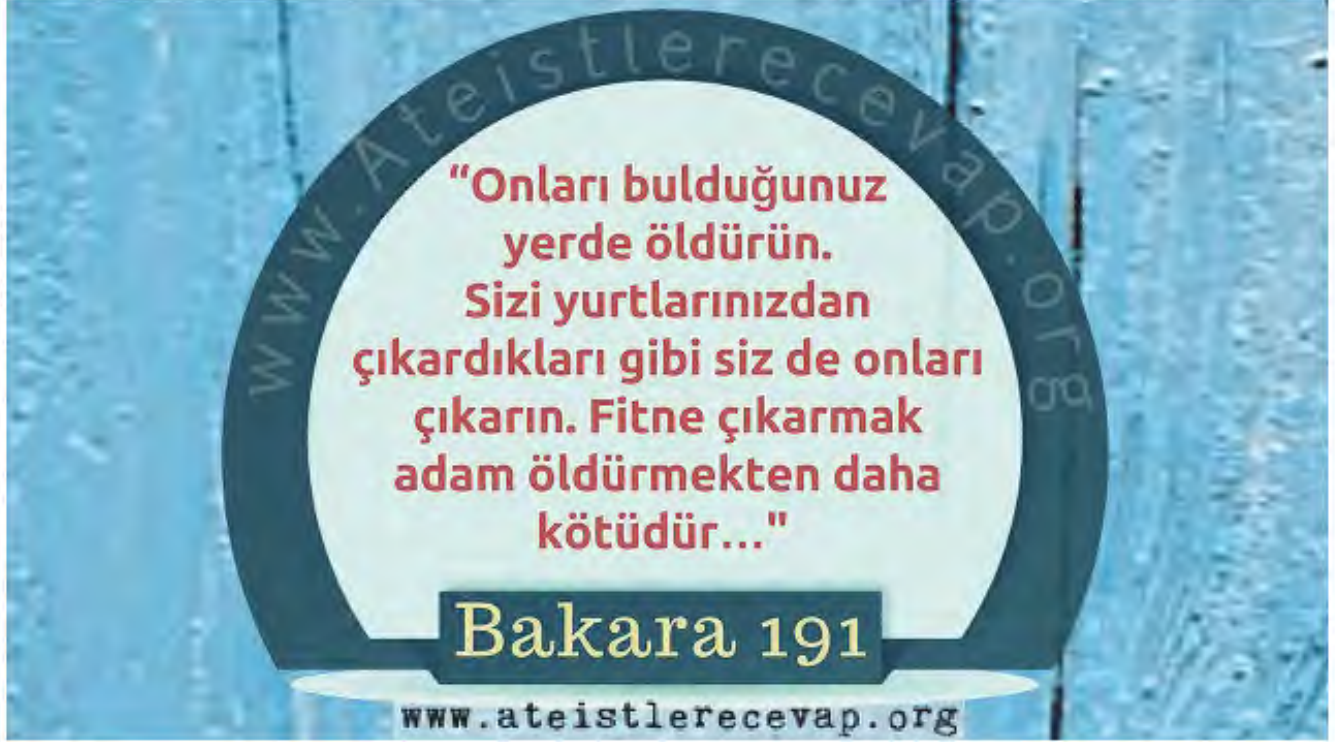 www.Ateistlerecevap.org
“Onları bulduğunuz
yerde öldürün.
Sizi yurtlarınızdan
çıkardıkları gibi siz de onları
çıkarın. Fitne çıkarmak
adam öldürmekten daha
kötüdür..."
Bakara 191
www.ateistlerecevap.org